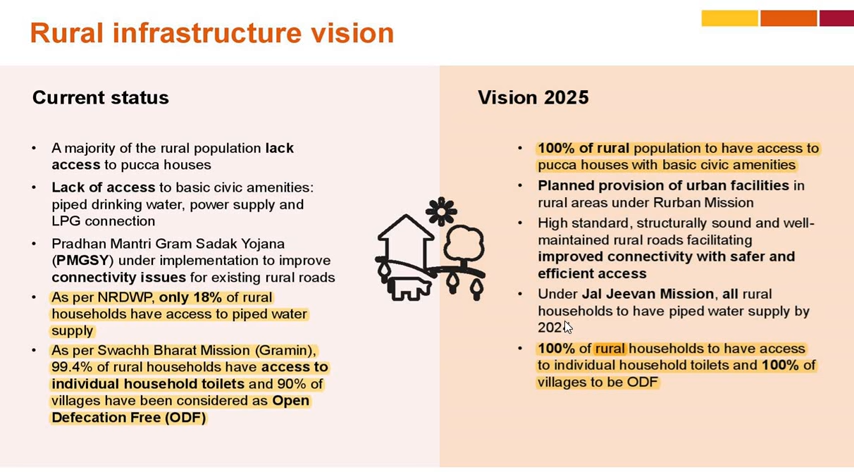 Rural infrastructure vision
Current status
• A majority of the rural population lack
access to pucca houses
• Lack of access to basic civic amenities:
piped drinking water, power supply and
LPG connection
• Pradhan Mantri Gram Sadak Yojana
(PMGSY) under implementation to improve
connectivity issues for existing rural roads
• As per NRDWP, only 18% of rural
households have access to piped water
supply
• As per Swachh Bharat Mission (Gramin),
99.4% of rural households have access to
individual household toilets and 90% of
villages have been considered as Open
Defecation Free (ODF)
Vision 2025
• 100% of rural population to have access to
pucca houses with basic civic amenities
• Planned provision of urban facilities in
rural areas under Rurban Mission
• High standard, structurally sound and well-
maintained rural roads facilitating
improved connectivity with safer and
efficient access
• Under Jal Jeevan Mission, all rural
households to have piped water supply by
• 100% of rural households to have access
to individual household toilets and 100% of
villages to be ODF